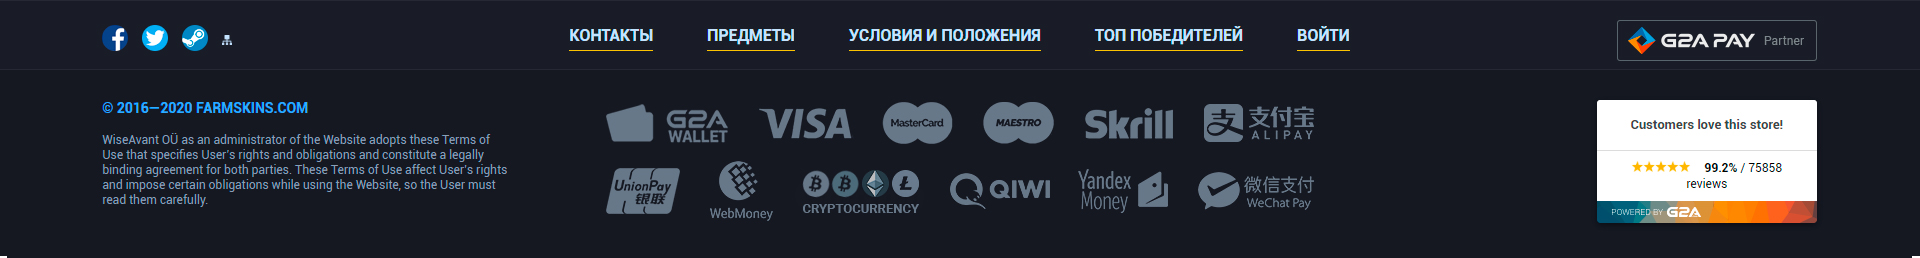 КОНТАКТЫ ПРЕДМЕТЫ УСЛОВИЯ И ПОЛОЖЕНИЯ ТОП ПОБЕДИТЕЛЕЙ ВОЙТИ
G2A PAY Partner
© 2016—2020 FARMSKINS.COM
WiseAvant OÜ as an administrator of the Website adopts these Terms of
Use that specifies User's rights and obligations and constitute a legally
binding agreement for both parties. These Terms of Use affect User's rights
and impose certain obligations while using the Website, so the User must
read them carefully.
G2A
WALLET
VISA
MasterCard
MAESTRO
Skrill
支 支付宝
ALIPAY
UnionPay
银联
WebMoney
CRYPTOCURRENCY
QIWI
Yandex
Money
微信支付
WeChat Pay
Customers love this store!
99.2% / 75858
reviews
POWERED BY G2A